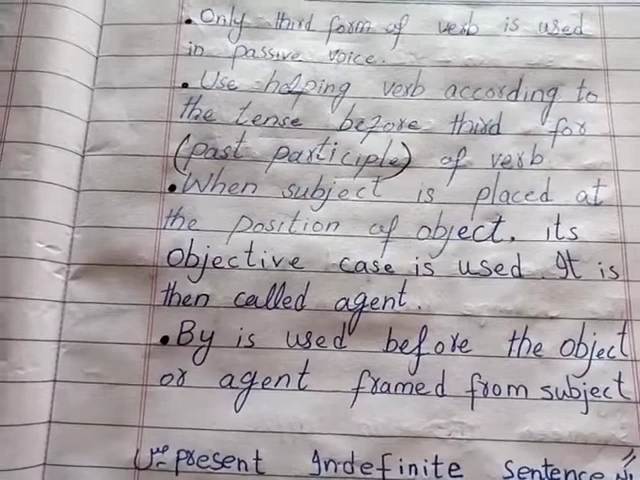 • Only third form of verb is used
in passive voice.
• Use helping verb according to
the tense before third for
(past participle) of verb
• When subject is placed at
the position of object, its
objective case is used. It is
then called agent.
• By is used before the object
or agent framed from subject
present Indefinite sentence